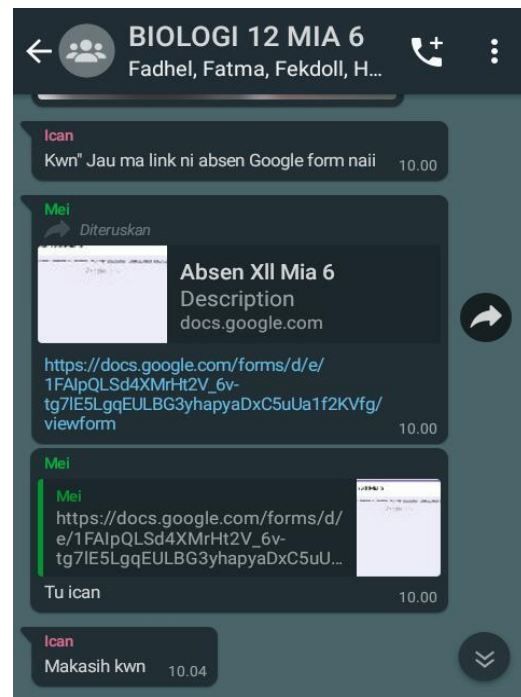 BIOLOGI 12 MIA 6
Fadhel, Fatma, Fekdoll, H...
Ican
Kwn" Jau ma link ni absen Google form naii 10.00
Mei
Diteruskan
Absen Xll Mia 6
Description
docs.google.com
https://docs.google.com/forms/d/e/
1FAIpQLSd4XMrHt2V_6v-
tg7lE5LgqEULBG3yhapyaDxC5uUa1f2KVfg/
viewform 10.00
Mei
Mei
https://docs.google.com/forms/d/
e/1FAIpQLSd4XMrHt2V_6v-
tg7lE5LgqEULBG3yhapyaDxC5uU...
Tu ican 10.00
Ican
Makasih kwn 10.04